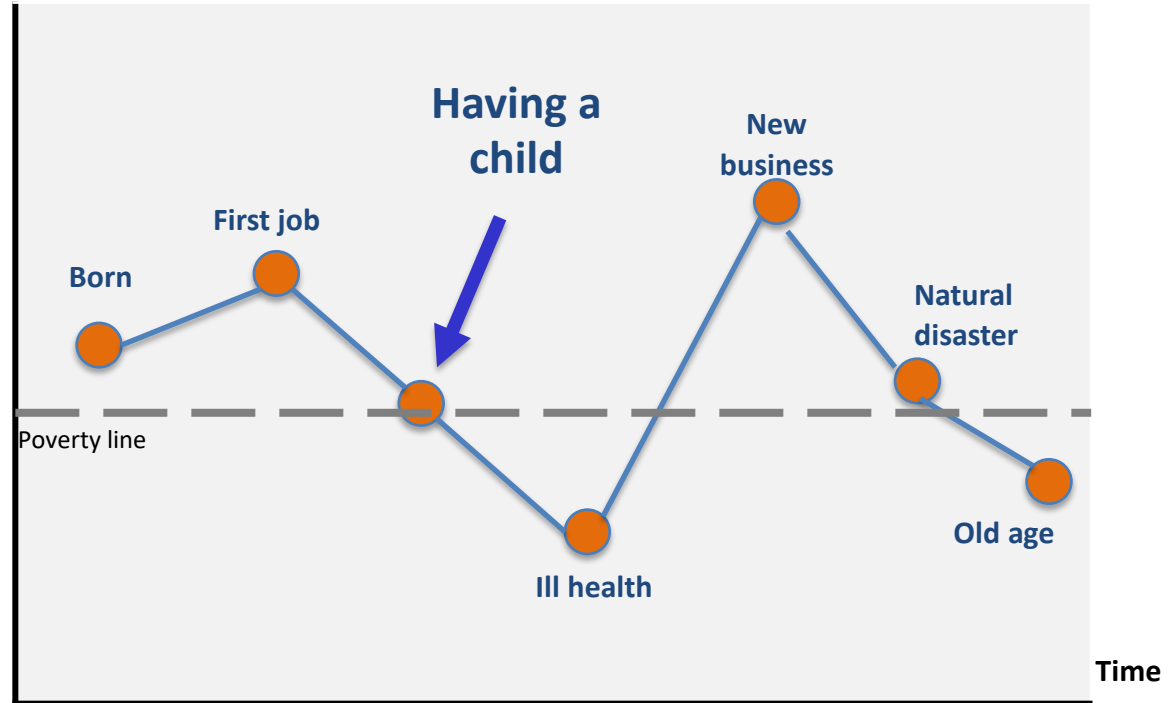 Having a
child
New
business
First job
Born
Natural
disaster
Poverty line
Old age
Ill health
Time